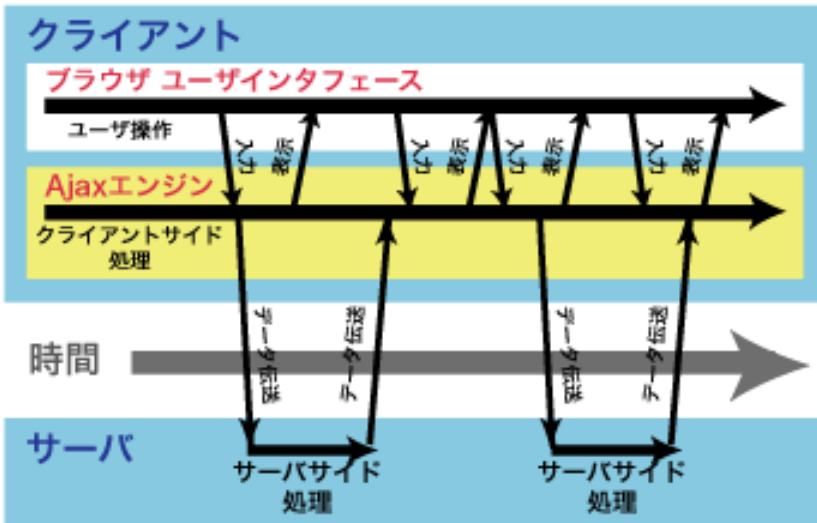 クライアント
ブラウザ ユーザインタフェース
ユーザ操作
入力
表示
入力
表示
入力
表示
入力
表示
Ajaxエンジン
クライアントサイド
処理
データ伝送
データ伝送
データ伝送
データ伝送
時間
サーバ
サーバサイド
処理
サーバサイド
処理